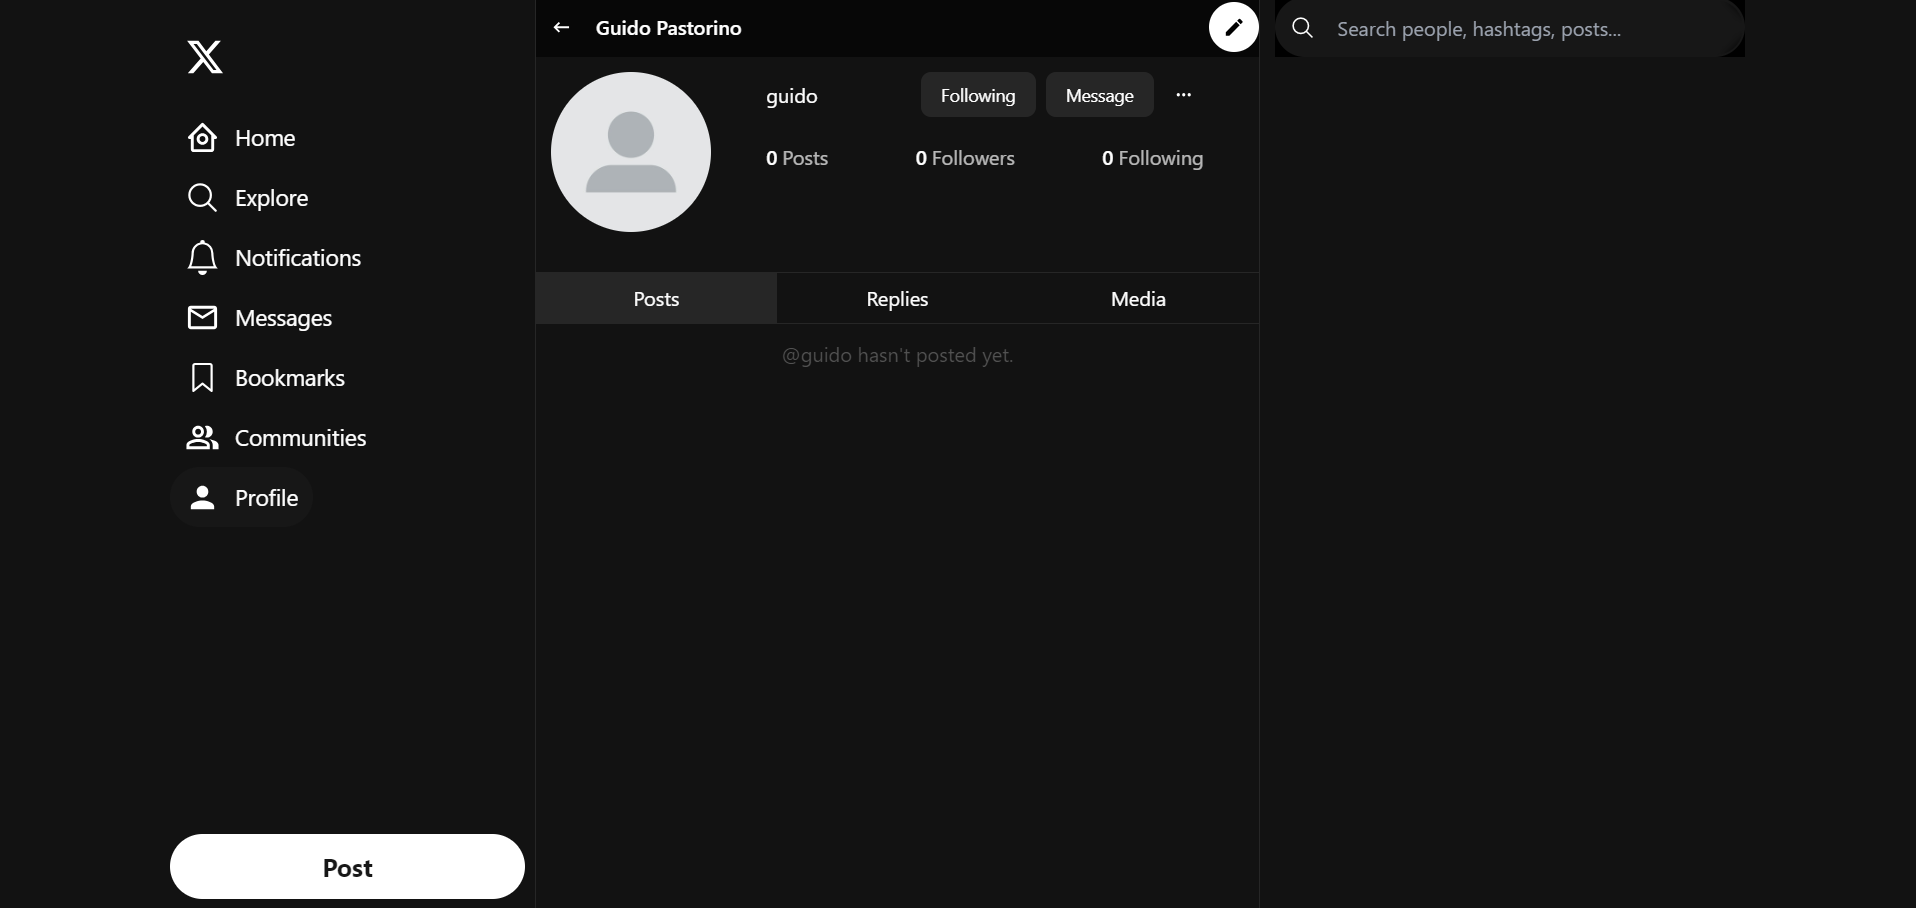 Home
Explore
Notifications
Messages
Bookmarks
Communities
Profile
Post
Guido Pastorino
guido
Following
Message
0 Posts
0 Followers
0 Following
Posts
Replies
Media
@guido hasn't posted yet.
Search people, hashtags, posts...